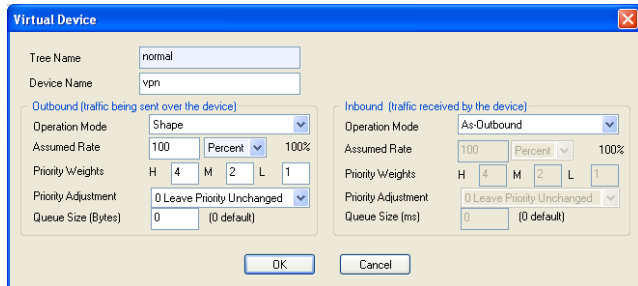 Virtual Device
Tree Name normal
Device Name vpn
Outbound (traffic being sent over the device)
Operation Mode Shape
Assumed Rate 100 Percent 100%
Priority Weights H 4 M 2 L 1
Priority Adjustment 0 Leave Priority Unchanged
Queue Size (Bytes) 0 (0 default)
Inbound (traffic received by the device)
Operation Mode As-Outbound
Assumed Rate 100 Percent 100%
Priority Weights H 4 M 2 L 1
Priority Adjustment 0 Leave Priority Unchanged
Queue Size (ms) 0 (0 default)
OK Cancel